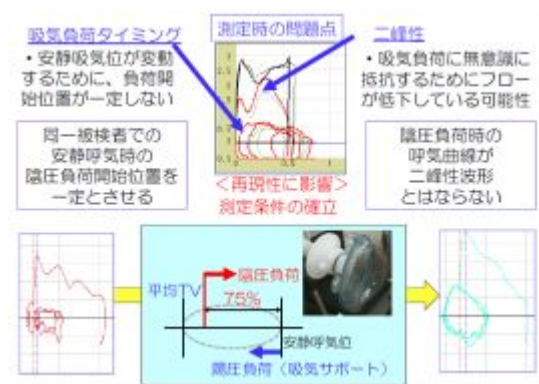 吸気負荷タイミング
・安静吸気位が変動
するために、負荷開
始位置が一定しない
測定時の問題点
二峰性
・吸気負荷に無意識に
抵抗するためにフロー
が低下している可能性
同一被検者での
安静呼気時の
陰圧負荷開始位置を
一定とさせる
＜再現性に影響＞
測定条件の確立
陰圧負荷時の
呼気曲線が
二峰性波形
とはならない
陰圧負荷
平均TV
75%
安静呼気位
陽圧負荷（吸気サポート）